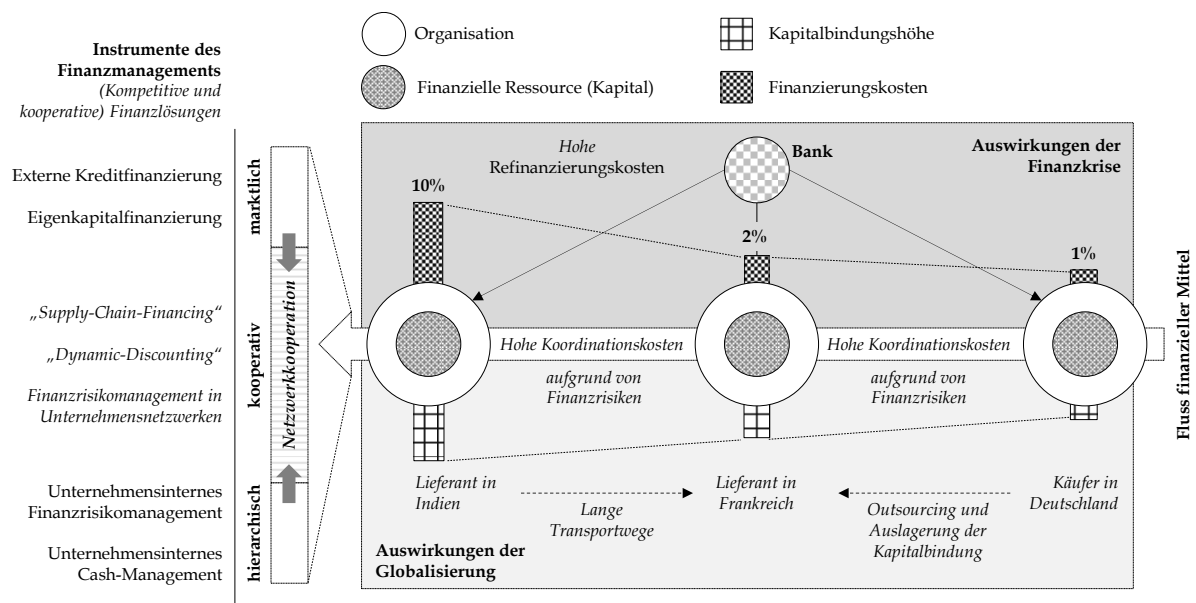 Instrumente des
Finanzmanagements
(Kompetitive und
kooperative) Finanzlösungen
Organisation
Kapitalbindungshöhe
Finanzielle Ressource (Kapital)
Finanzierungskosten
Externe Kreditfinanzierung
Eigenkapitalfinanzierung
„Supply-Chain-Financing“
„Dynamic-Discounting“
Finanzrisikomanagement in
Unternehmensnetzwerken
Unternehmensinternes
Finanzrisikomanagement
Unternehmensinternes
Cash-Management
marktlich
kooperativ
hierarchisch
Netzwerkkooperation
Hohe
Refinanzierungskosten
Bank
Auswirkungen der
Finanzkrise
10%
2%
1%
Hohe Koordinationskosten
aufgrund von
Finanzrisiken
Hohe Koordinationskosten
aufgrund von
Finanzrisiken
Lieferant in
Indien
Lange
Transportwege
Lieferant in
Frankreich
Outsourcing und
Auslagerung der
Kapitalbindung
Käufer in
Deutschland
Auswirkungen der
Globalisierung
Fluss finanzieller Mittel